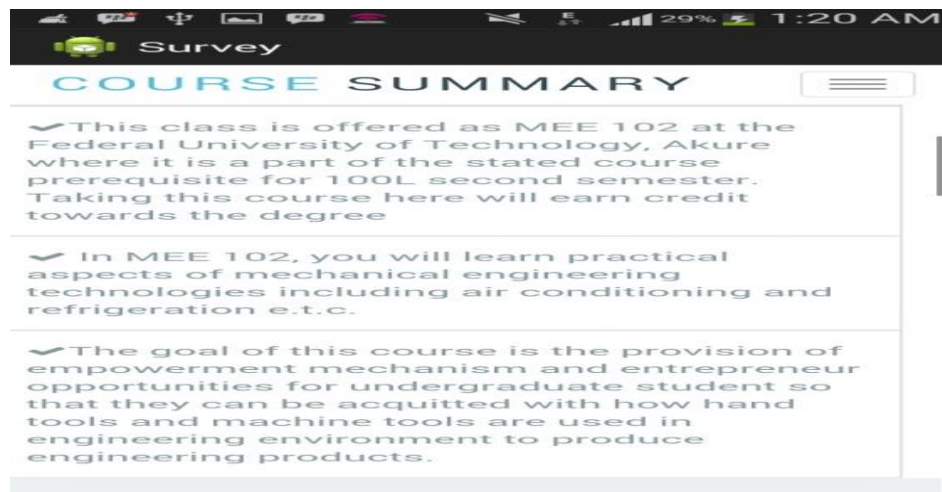 E
29%
1:20 AM
Survey
COURSE SUMMARY
✔This class is offered as MEE 102 at the
Federal University of Technology, Akure
where it is a part of the stated course
prerequisite for 100L second semester.
Taking this course here will earn credit
towards the degree
✔ In MEE 102, you will learn practical
aspects of mechanical engineering
technologies including air conditioning and
refrigeration e.t.c.
✔The goal of this course is the provision of
empowerment mechanism and entrepreneur
opportunities for undergraduate student so
that they can be acquitted with how hand
tools and machine tools are used in
engineering environment to produce
engineering products.